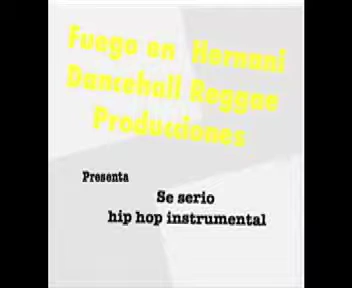 Fuego en Hernani
Dancehall Reggae
Producciones
Presenta
Se serio
hip hop instrumental